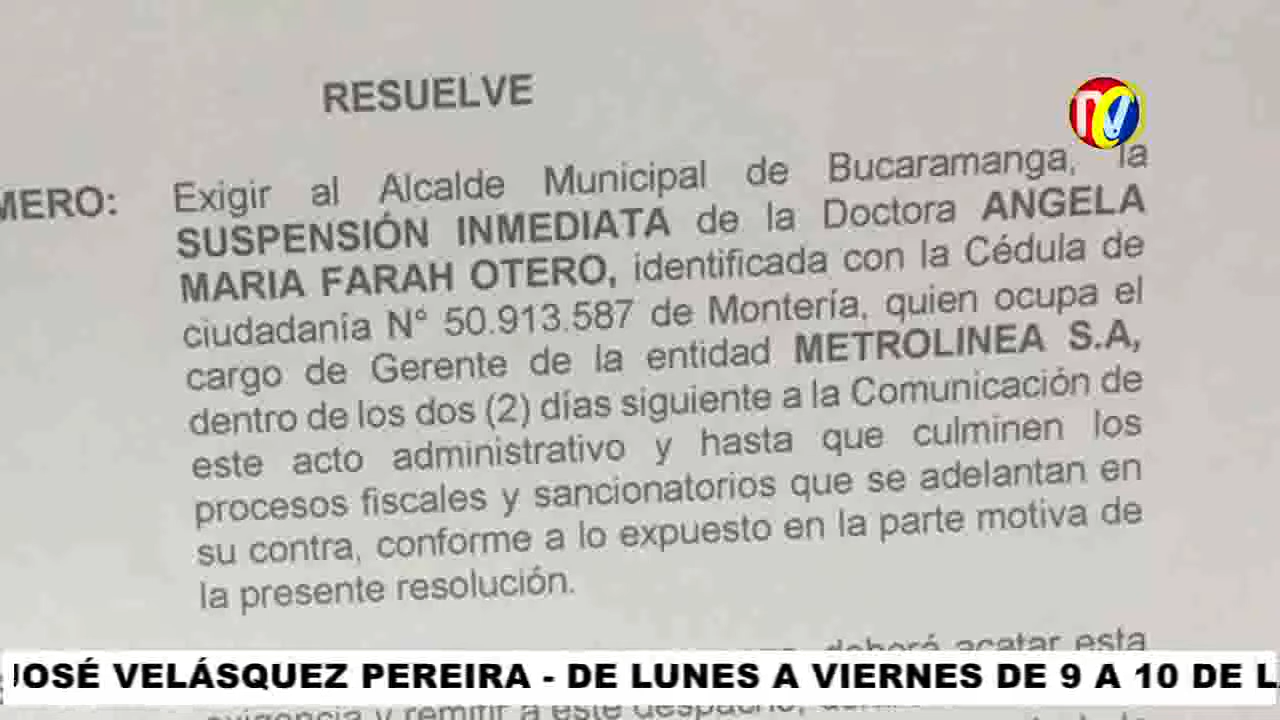 RESUELVE
MERO: Exigir al Alcalde Municipal de Bucaramanga, la
SUSPENSIÓN INMEDIATA de la Doctora ANGELA
MARIA FARAH OTERO, identificada con la Cédula de
ciudadanía N° 50.913.587 de Montería, quien ocupa el
cargo de Gerente de la entidad METROLINEA S.A,
dentro de los dos (2) días siguiente a la Comunicación de
este acto administrativo y hasta que culminen los
procesos fiscales y sancionatorios que se adelantan en
su contra, conforme a lo expuesto en la parte motiva de
la presente resolución.
deberá acatar esta
JOSÉ VELÁSQUEZ PEREIRA - DE LUNES A VIERNES DE 9 A 10 DE L
exigencia y remitir a este despacho,